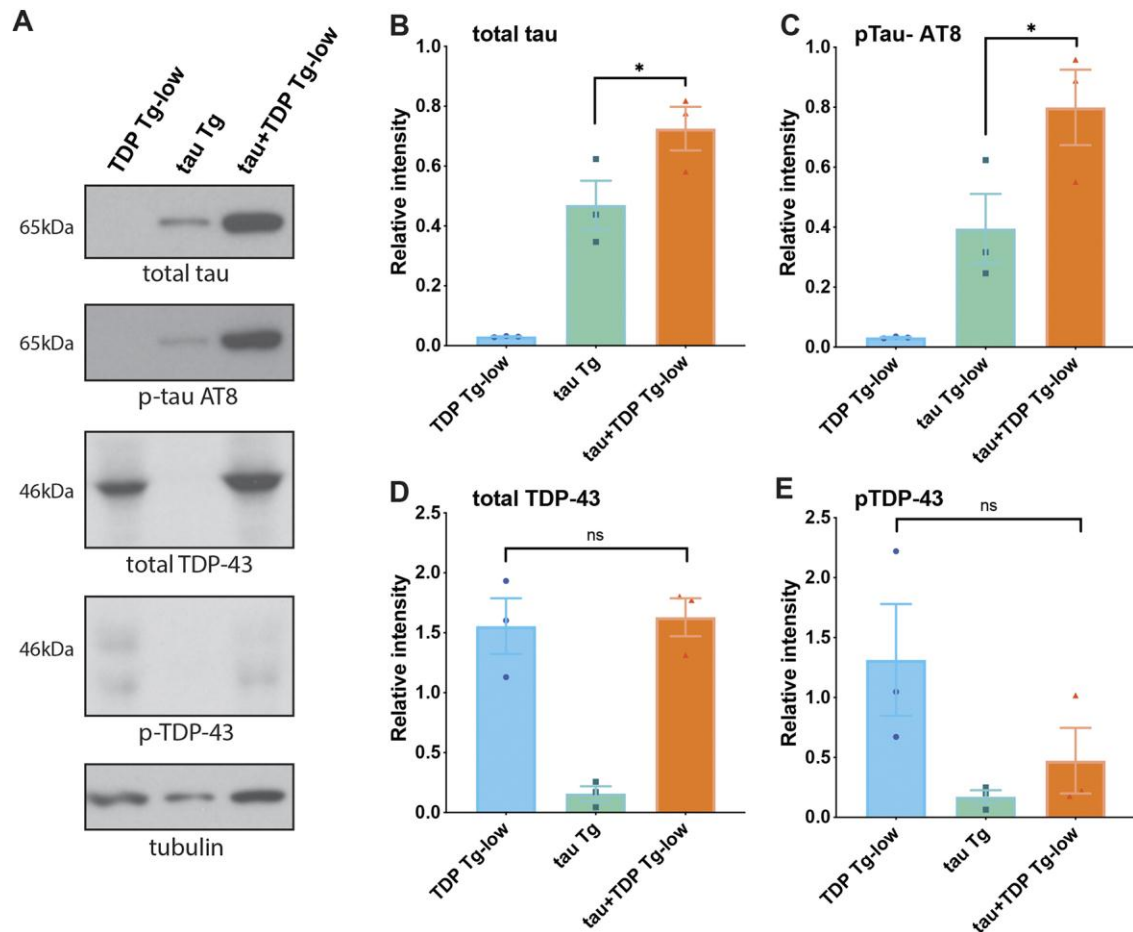 A
TDP Tg-low
tau Tg
tau+TDP Tg-low
65kDa
total tau
65kDa
p-tau AT8
46kDa
total TDP-43
46kDa
p-TDP-43
tubulin
B
total tau
Relative intensity
1.0
0.8
0.6
0.4
0.2
0.0
*
TDP Tg-low
tau Tg
tau+TDP Tg-low
C
pTau- AT8
Relative intensity
1.0
0.8
0.6
0.4
0.2
0.0
*
TDP Tg-low
tau Tg-low
tau+TDP Tg-low
D
total TDP-43
Relative intensity
2.5
2.0
1.5
1.0
0.5
0.0
ns
TDP Tg-low
tau Tg
tau+TDP Tg-low
E
pTDP-43
Relative intensity
2.5
2.0
1.5
1.0
0.5
0.0
ns
TDP Tg-low
tau Tg
tau+TDP Tg-low